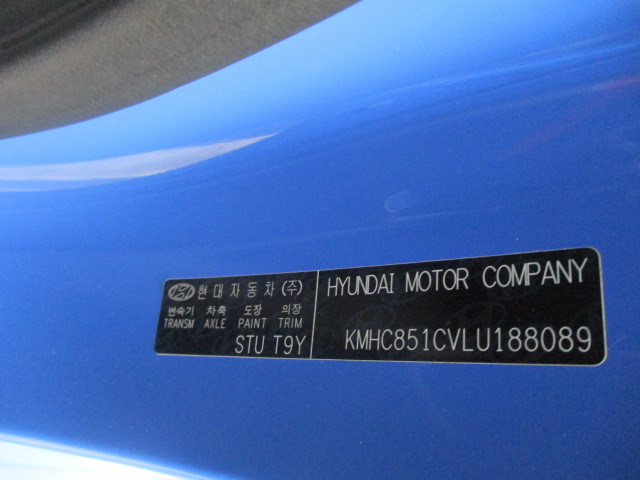 현대자동차(주)
변속기 차축 도장 의장
TRANSM AXLE PAINT TRIM
STU T9Y
HYUNDAI MOTOR COMPANY
KMHC851CVLU188089